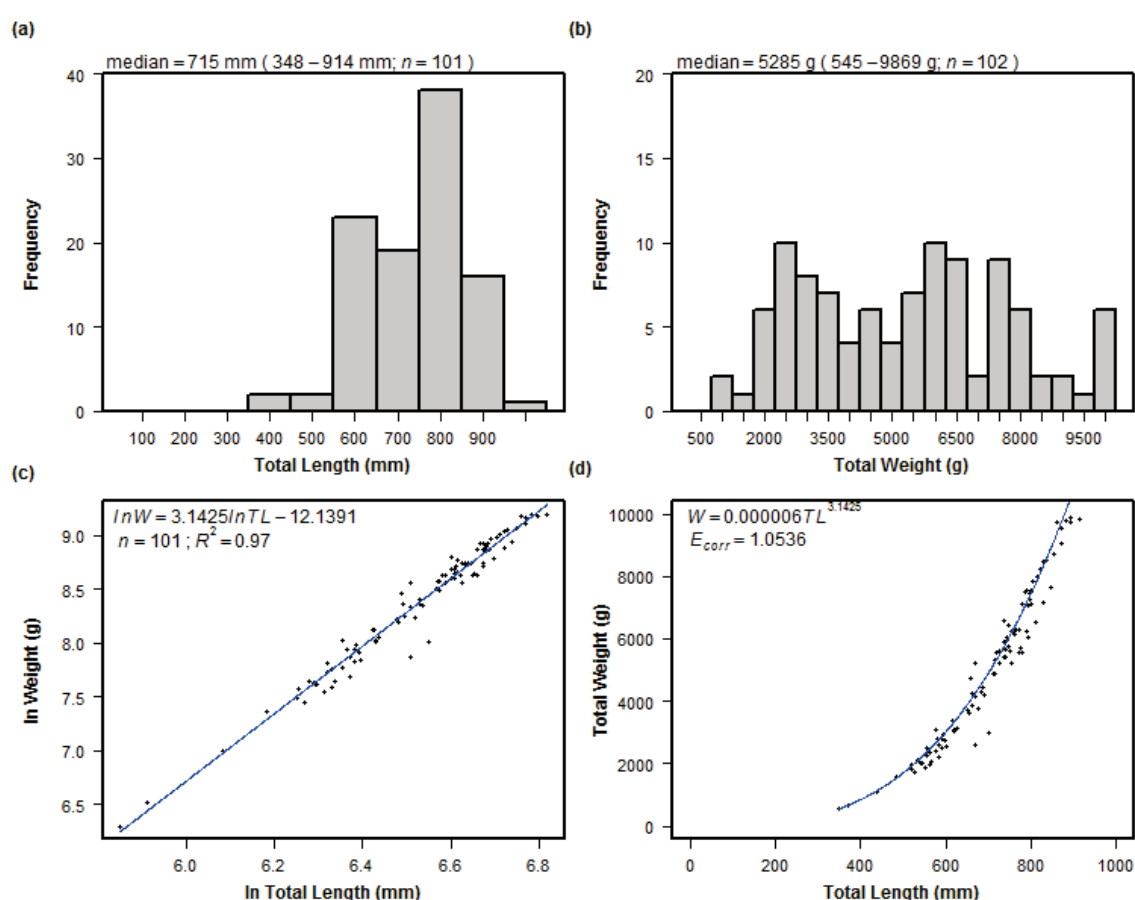 (a)
median = 715 mm ( 348 – 914 mm; n = 101 )
40
30
20
10
0
Frequency
100 200 300 400 500 600 700 800 900
Total Length (mm)
(b)
median = 5285 g ( 545 – 9869 g; n = 102 )
20
15
10
5
0
Frequency
500 2000 3500 5000 6500 8000 9500
Total Weight (g)
(c)
lnW = 3.1425lnTL – 12.1391
n = 101 ; R² = 0.97
9.0
8.5
8.0
7.5
7.0
6.5
ln Weight (g)
6.0 6.2 6.4 6.6 6.8
ln Total Length (mm)
(d)
W = 0.000006TL^3.1425
E_corr = 1.0536
10000
8000
6000
4000
2000
0
Total Weight (g)
0 200 400 600 800 1000
Total Length (mm)